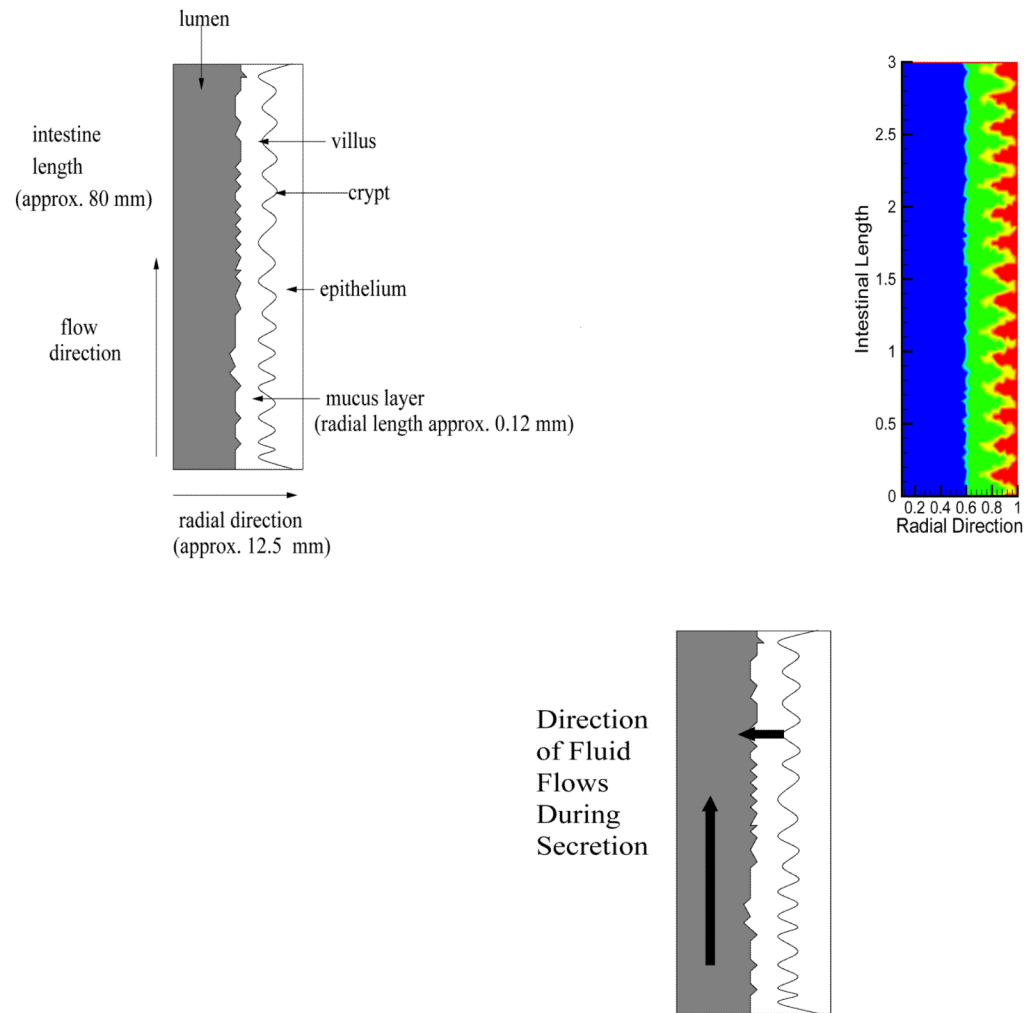 lumen
intestine
length
(approx. 80 mm)
villus
crypt
epithelium
flow
direction
mucus layer
(radial length approx. 0.12 mm)
radial direction
(approx. 12.5 mm)
3
2.5
2
1.5
1
0.5
0
Intestinal Length
0.2 0.4 0.6 0.8 1
Radial Direction
Direction
of Fluid
Flows
During
Secretion